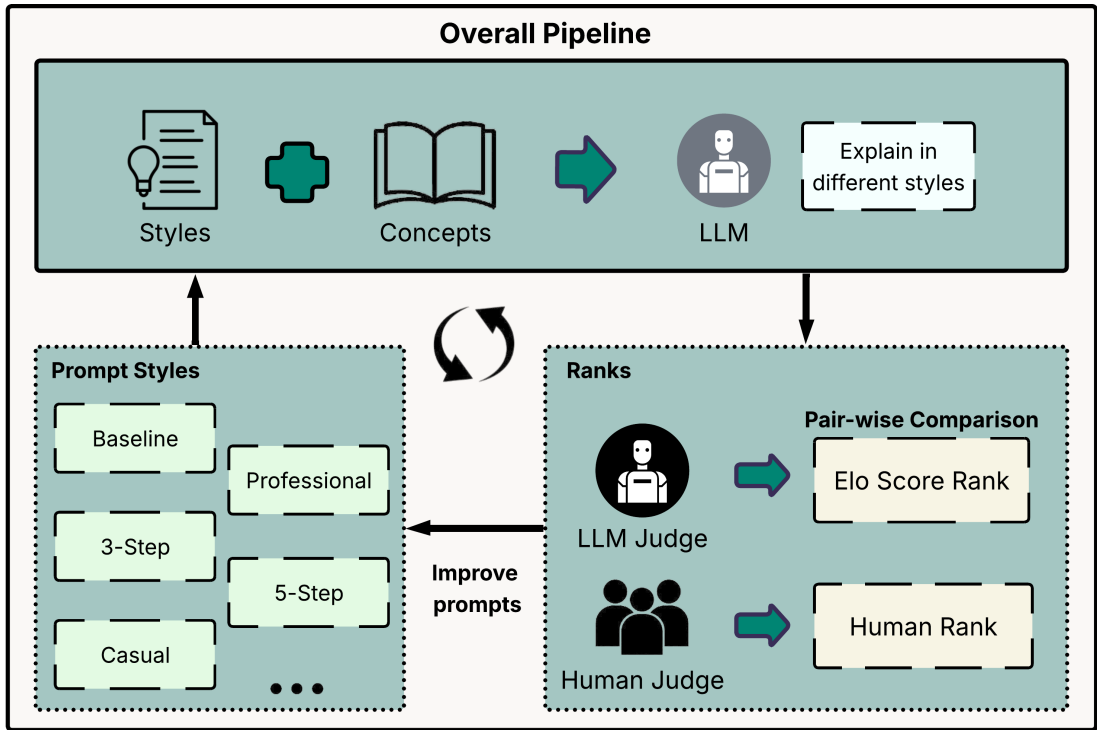 Overall Pipeline
Styles
Concepts
LLM
Explain in
different styles
Prompt Styles
Baseline
Professional
3-Step
5-Step
Casual
Improve
prompts
Ranks
Pair-wise Comparison
LLM Judge
Elo Score Rank
Human Judge
Human Rank